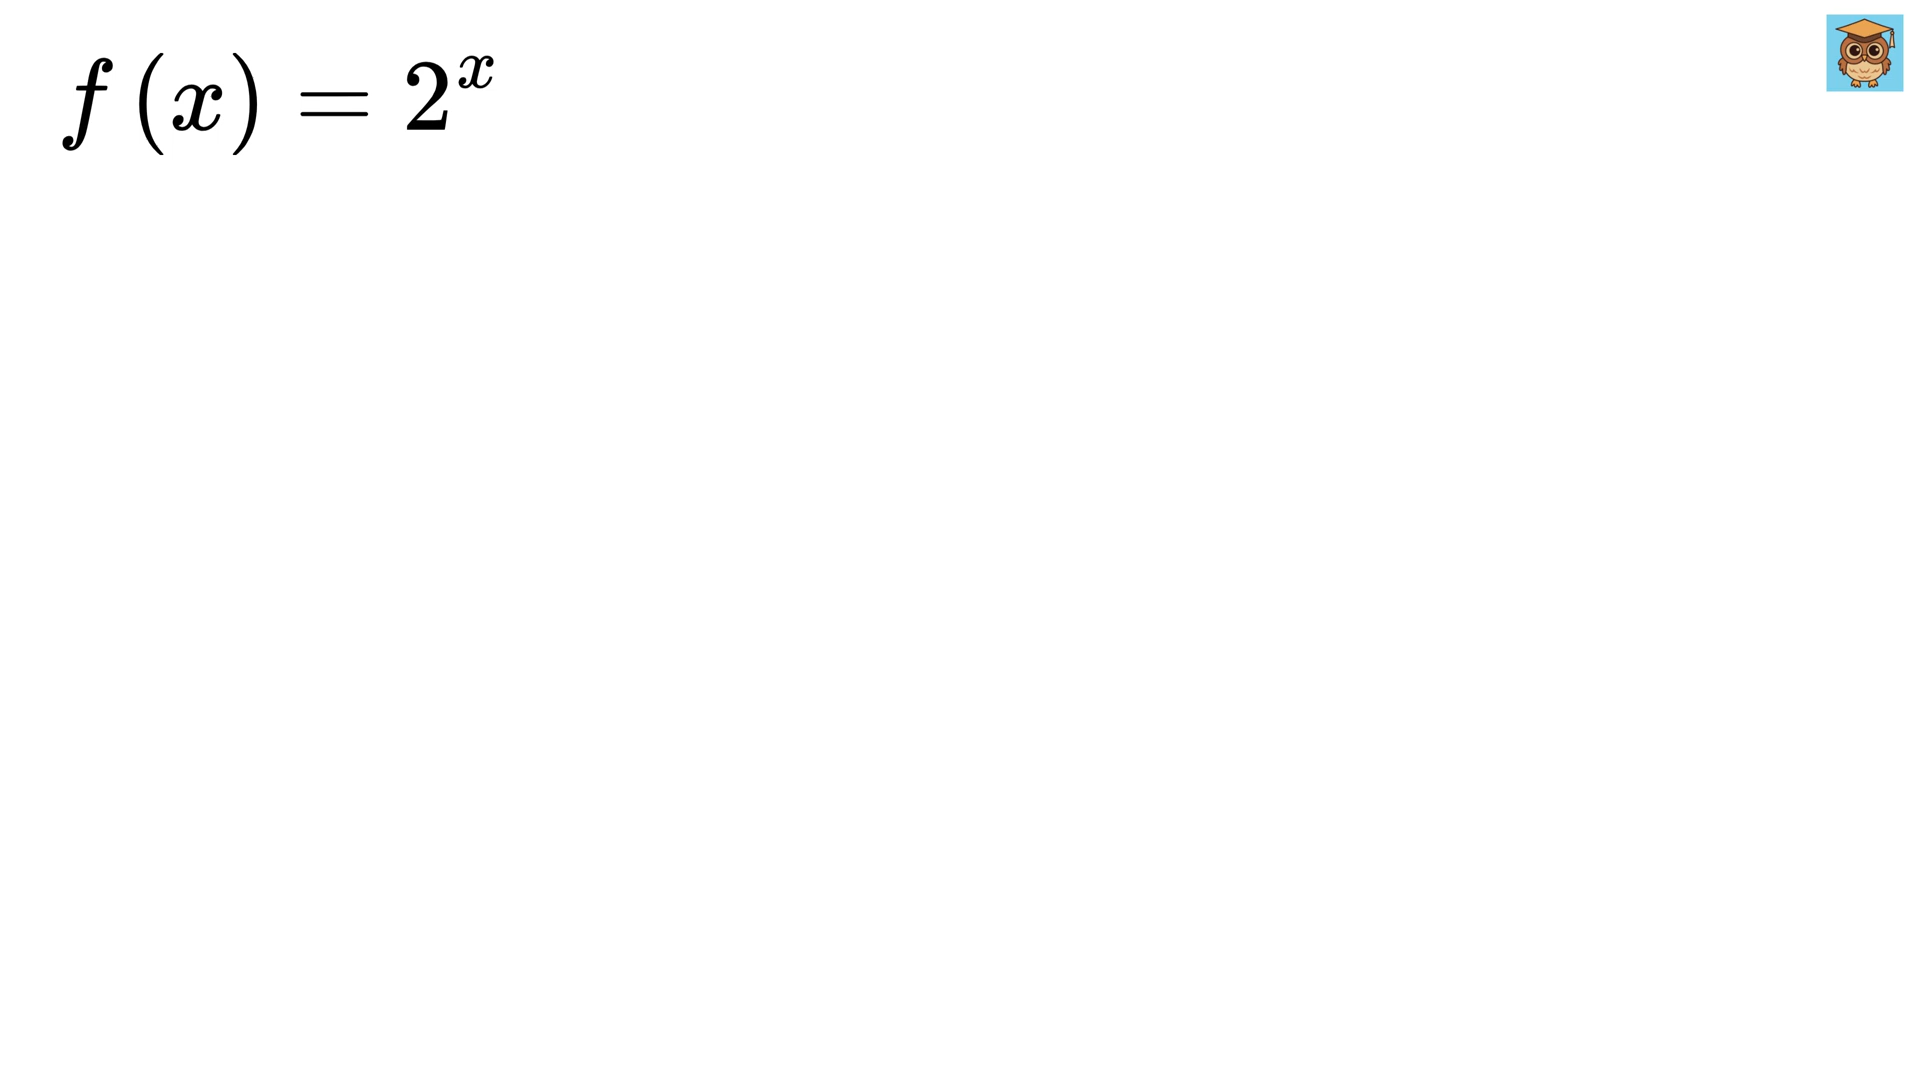 f(x) = 2^x